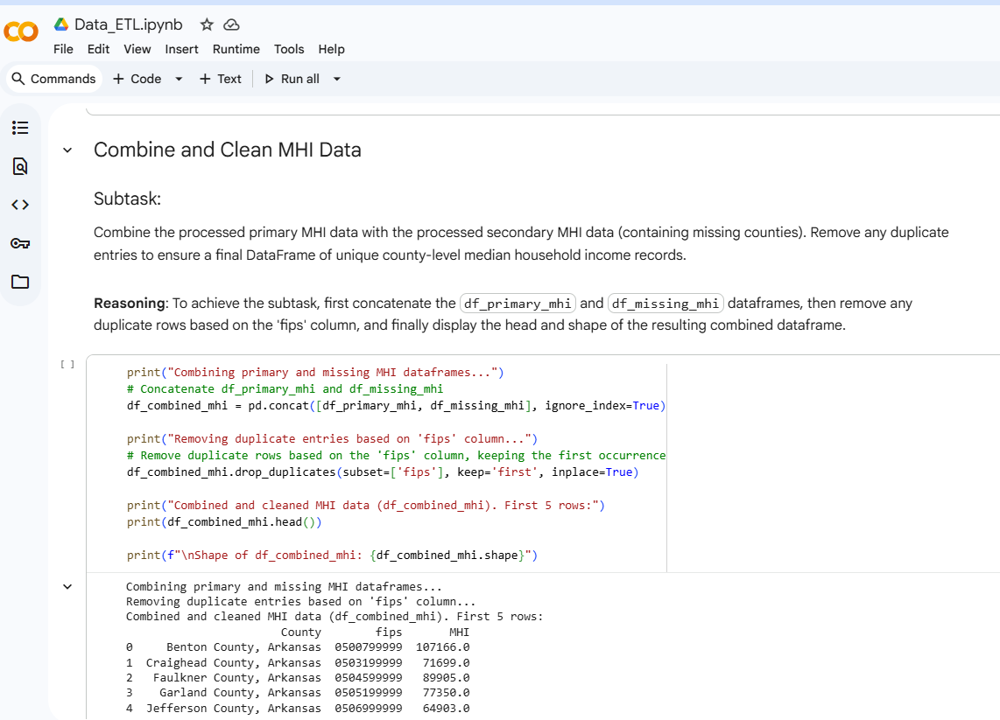 Data_ETL.ipynb
File Edit View Insert Runtime Tools Help
Commands + Code + Text Run all
Combine and Clean MHI Data
Subtask:
Combine the processed primary MHI data with the processed secondary MHI data (containing missing counties). Remove any duplicate
entries to ensure a final DataFrame of unique county-level median household income records.
Reasoning: To achieve the subtask, first concatenate the df_primary_mhi and df_missing_mhi dataframes, then remove any
duplicate rows based on the 'fips' column, and finally display the head and shape of the resulting combined dataframe.
[ ]
print("Combining primary and missing MHI dataframes...")
# Concatenate df_primary_mhi and df_missing_mhi
df_combined_mhi = pd.concat([df_primary_mhi, df_missing_mhi], ignore_index=True)
print("Removing duplicate entries based on 'fips' column...")
# Remove duplicate rows based on the 'fips' column, keeping the first occurrence
df_combined_mhi.drop_duplicates(subset=['fips'], keep='first', inplace=True)
print("Combined and cleaned MHI data (df_combined_mhi). First 5 rows:")
print(df_combined_mhi.head())
print(f"\nShape of df_combined_mhi: {df_combined_mhi.shape}")
Combining primary and missing MHI dataframes...
Removing duplicate entries based on 'fips' column...
Combined and cleaned MHI data (df_combined_mhi). First 5 rows:
County fips MHI
0 Benton County, Arkansas 0500799999 107166.0
1 Craighead County, Arkansas 0503199999 71699.0
2 Faulkner County, Arkansas 0504599999 89905.0
3 Garland County, Arkansas 0505199999 77350.0
4 Jefferson County, Arkansas 0506999999 64903.0